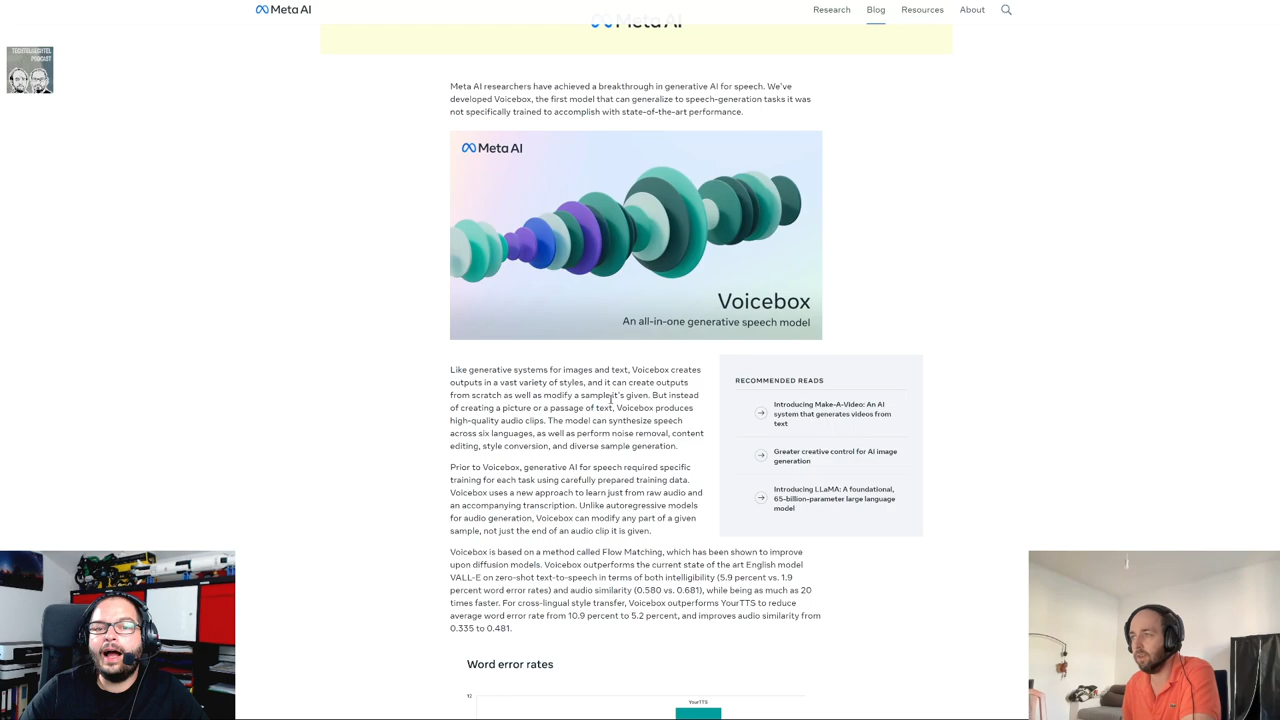 Meta AI
Research
Blog
Resources
About
Meta AI
TECHTELMECHTEL
PODCAST
Meta AI researchers have achieved a breakthrough in generative AI for speech. We've
developed Voicebox, the first model that can generalize to speech-generation tasks it was
not specifically trained to accomplish with state-of-the-art performance.
Meta AI
Voicebox
An all-in-one generative speech model
Like generative systems for images and text, Voicebox creates
outputs in a vast variety of styles, and it can create outputs
from scratch as well as modify a sample it's given. But instead
of creating a picture or a passage of text, Voicebox produces
high-quality audio clips. The model can synthesize speech
across six languages, as well as perform noise removal, content
editing, style conversion, and diverse sample generation.
Prior to Voicebox, generative AI for speech required specific
training for each task using carefully prepared training data.
Voicebox uses a new approach to learn just from raw audio and
an accompanying transcription. Unlike autoregressive models
for audio generation, Voicebox can modify any part of a given
sample, not just the end of an audio clip it is given.
RECOMMENDED READS
Introducing Make-A-Video: An AI
system that generates videos from
text
Greater creative control for AI image
generation
Introducing LLaMA: A foundational,
65-billion-parameter large language
model
Voicebox is based on a method called Flow Matching, which has been shown to improve
upon diffusion models. Voicebox outperforms the current state of the art English model
VALL-E on zero-shot text-to-speech in terms of both intelligibility (5.9 percent vs. 1.9
percent word error rates) and audio similarity (0.580 vs. 0.681), while being as much as 20
times faster. For cross-lingual style transfer, Voicebox outperforms YourTTS to reduce
average word error rate from 10.9 percent to 5.2 percent, and improves audio similarity from
0.335 to 0.481.
Word error rates
12
YourTTS